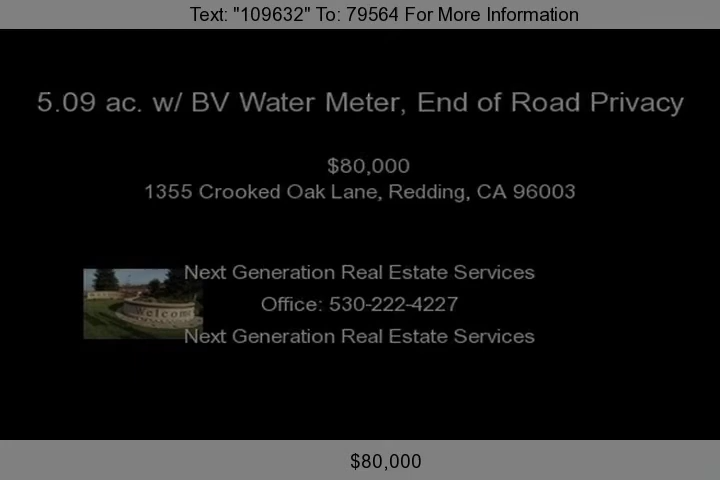 Text: "109632" To: 79564 For More Information
5.09 ac. w/ BV Water Meter, End of Road Privacy
$80,000
1355 Crooked Oak Lane, Redding, CA 96003
Next Generation Real Estate Services
Welcome
Office: 530-222-4227
Next Generation Real Estate Services
$80,000